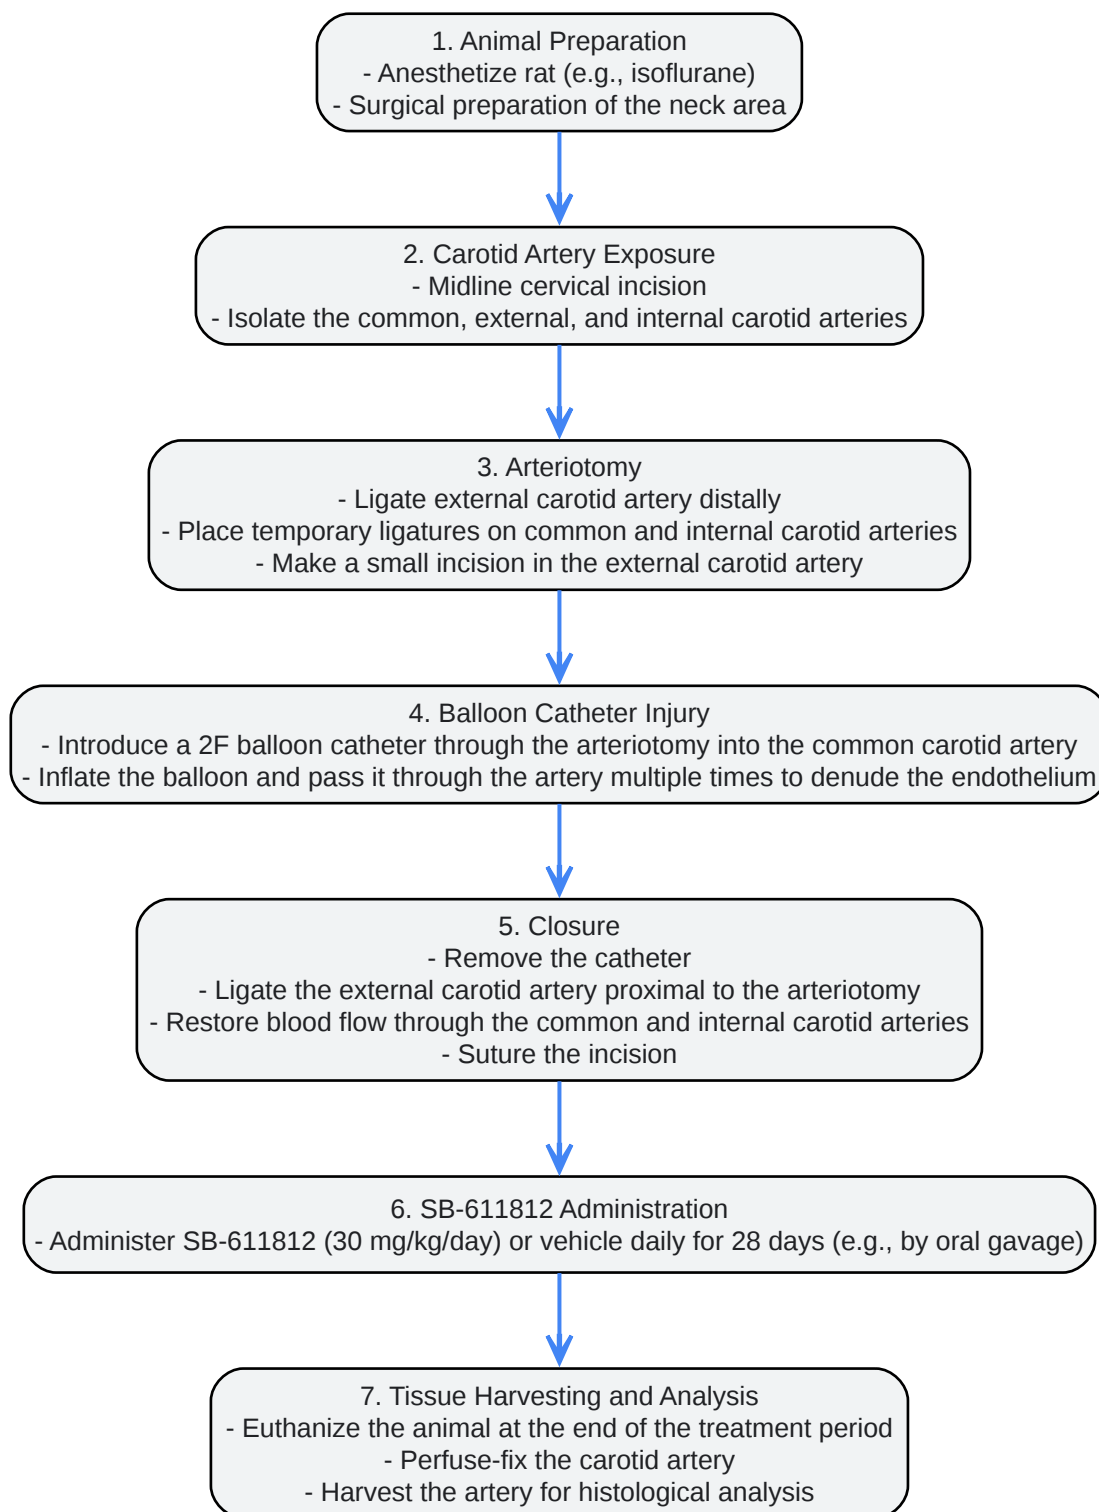 1. Animal Preparation
- Anesthetize rat (e.g., isoflurane)
- Surgical preparation of the neck area
2. Carotid Artery Exposure
- Midline cervical incision
- Isolate the common, external, and internal carotid arteries
3. Arteriotomy
- Ligate external carotid artery distally
- Place temporary ligatures on common and internal carotid arteries
- Make a small incision in the external carotid artery
4. Balloon Catheter Injury
- Introduce a 2F balloon catheter through the arteriotomy into the common carotid artery
- Inflate the balloon and pass it through the artery multiple times to denude the endothelium
5. Closure
- Remove the catheter
- Ligate the external carotid artery proximal to the arteriotomy
- Restore blood flow through the common and internal carotid arteries
- Suture the incision
6. SB-611812 Administration
- Administer SB-611812 (30 mg/kg/day) or vehicle daily for 28 days (e.g., by oral gavage)
7. Tissue Harvesting and Analysis
- Euthanize the animal at the end of the treatment period
- Perfuse-fix the carotid artery
- Harvest the artery for histological analysis